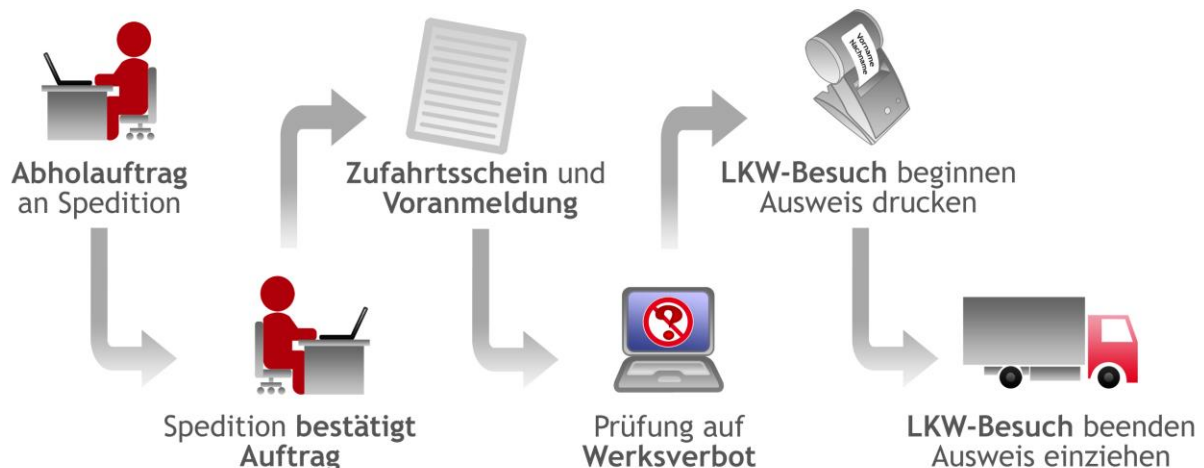 Abholauftrag
an Spedition
Spedition bestätigt
Auftrag
Zufahrtsschein und
Voranmeldung
Prüfung auf
Werksverbot
Vorname
Nachname
LKW-Besuch beginnen
Ausweis drucken
LKW-Besuch beenden
Ausweis einziehen